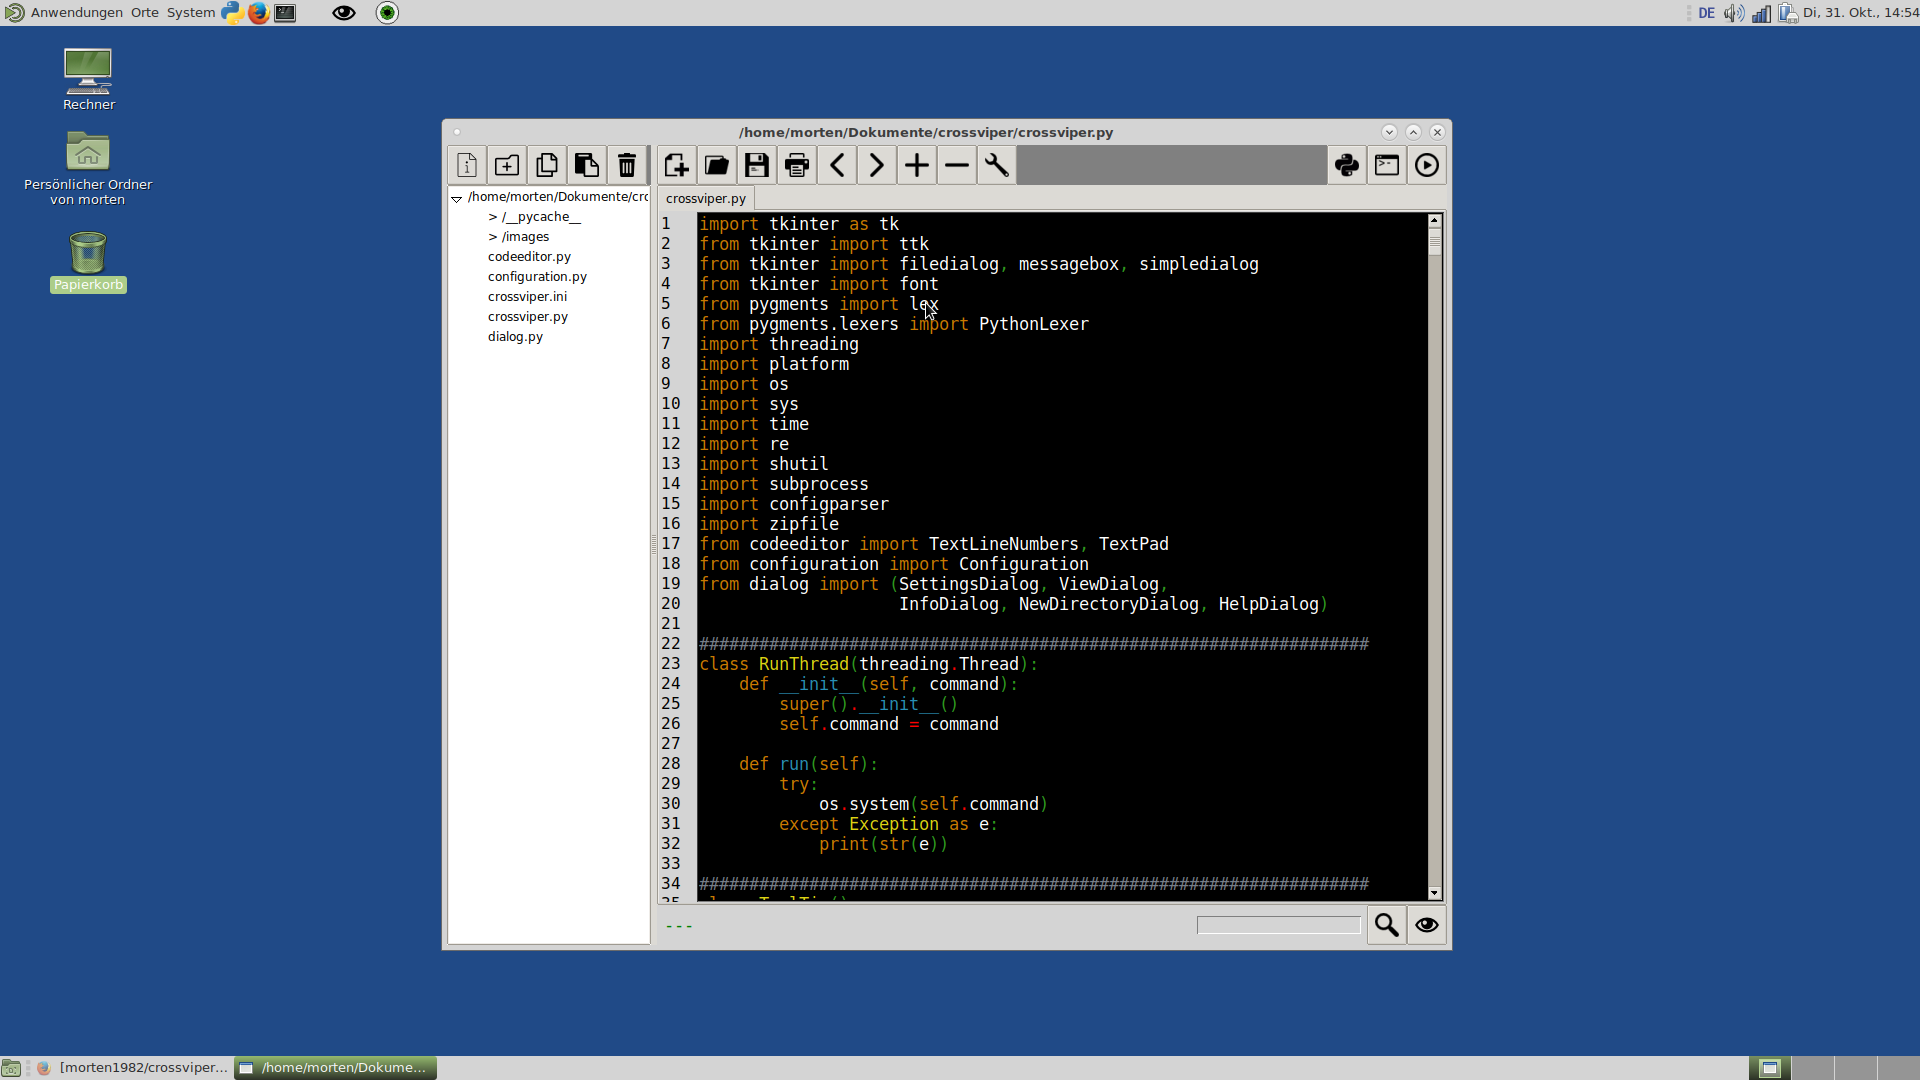 Anwendungen Orte System
DE Di, 31. Okt., 14:54
Rechner
Persönlicher Ordner
von morten
Papierkorb
/home/morten/Dokumente/crossviper/crossviper.py
/home/morten/Dokumente/cro
> /__pycache__
> /images
codeeditor.py
configuration.py
crossviper.ini
crossviper.py
dialog.py
crossviper.py
1 import tkinter as tk
2 from tkinter import ttk
3 from tkinter import filedialog, messagebox, simpledialog
4 from tkinter import font
5 from pygments import lex
6 from pygments.lexers import PythonLexer
7 import threading
8 import platform
9 import os
10 import sys
11 import time
12 import re
13 import shutil
14 import subprocess
15 import configparser
16 import zipfile
17 from codeeditor import TextLineNumbers, TextPad
18 from configuration import Configuration
19 from dialog import (SettingsDialog, ViewDialog,
20                     InfoDialog, NewDirectoryDialog, HelpDialog)
21
22 ###################################################################
23 class RunThread(threading.Thread):
24     def __init__(self, command):
25         super().__init__()
26         self.command = command
27
28     def run(self):
29         try:
30             os.system(self.command)
31         except Exception as e:
32             print(str(e))
33
34 ###################################################################
---
[morten1982/crossviper...
/home/morten/Dokume...